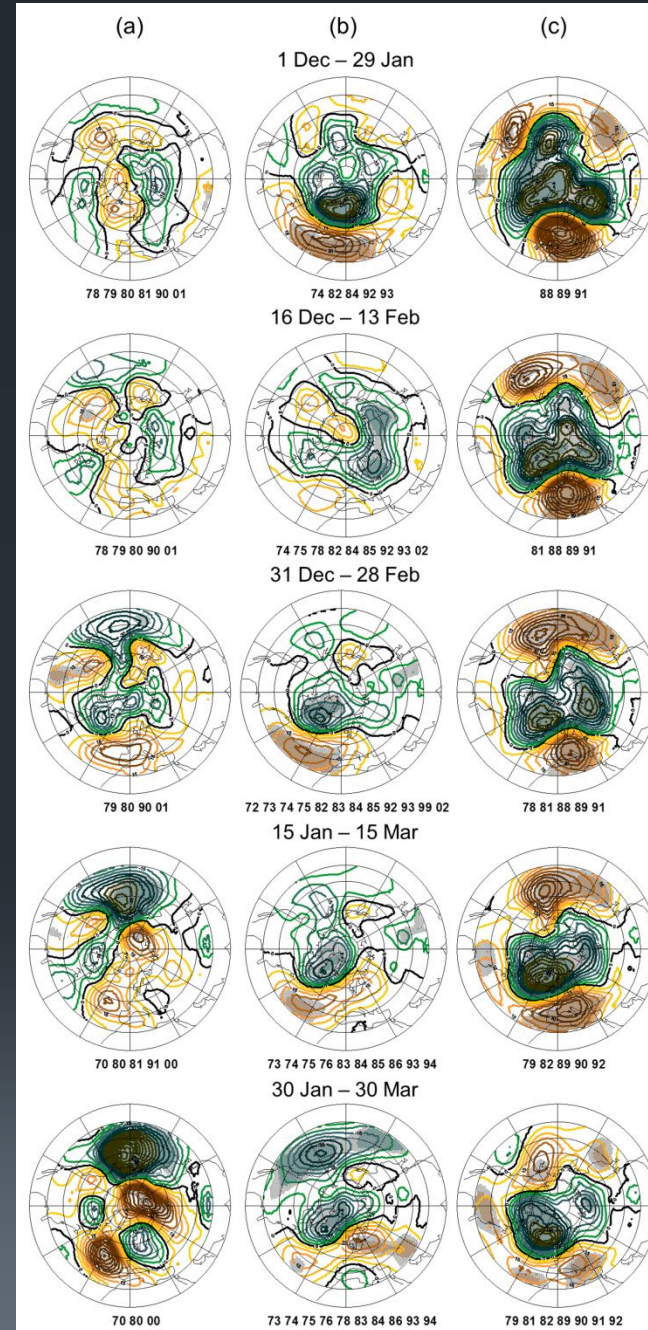 (a) (b) (c)
1 Dec – 29 Jan
78 79 80 81 90 01 74 82 84 92 93 88 89 91
16 Dec – 13 Feb
78 79 80 90 01 74 75 78 82 84 85 92 93 02 81 88 89 91
31 Dec – 28 Feb
79 80 90 01 72 73 74 75 82 83 84 85 92 93 99 02 78 81 88 89 91
15 Jan – 15 Mar
70 80 81 91 00 73 74 75 76 83 84 85 86 93 94 79 82 89 90 92
30 Jan – 30 Mar
70 80 00 73 74 75 76 78 83 84 85 86 93 94 79 81 82 89 90 91 92